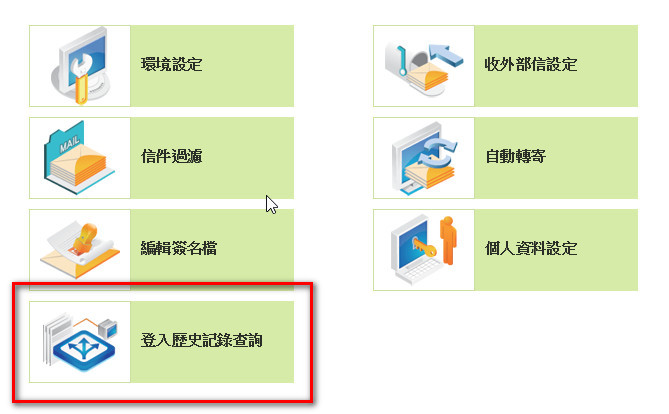 環境設定
收外部信設定
MAIL
信件過濾
自動轉寄
編輯簽名檔
個人資料設定
登入歷史記錄查詢